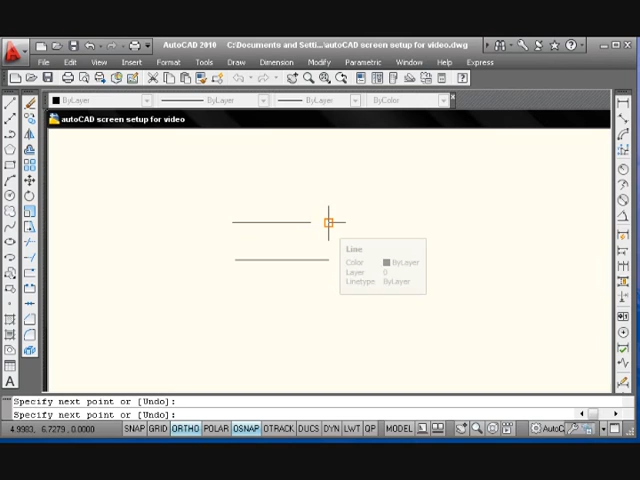 AutoCAD 2010 C:\Documents and Setti...\autoCAD screen setup for video.dwg
File Edit View Insert Format Tools Draw Dimension Modify Parametric Window Help Express
ByLayer ByLayer ByLayer ByColor
autoCAD screen setup for video
Line
Color ByLayer
Layer 0
Linetype ByLayer
A
Specify next point or [Undo]:
Specify next point or [Undo]:
4.9983, 6.7279, 0.0000 SNAP GRID ORTHO POLAR OSNAP OTRACK DUCS DYN LWT QP MODEL AutoC